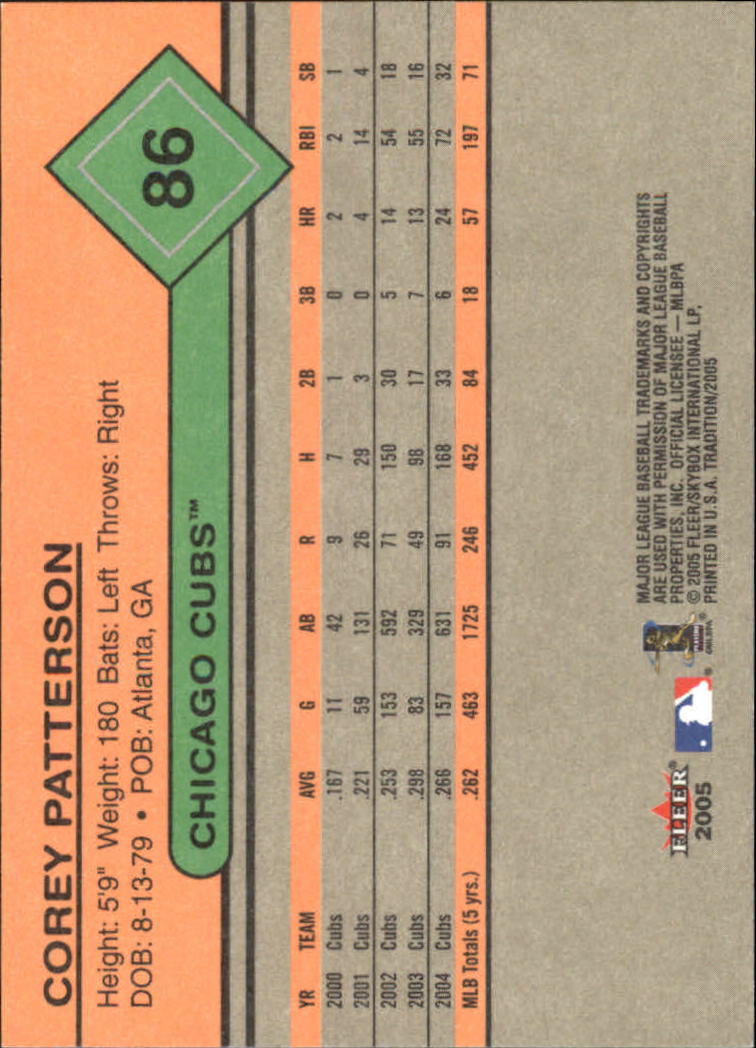 COREY PATTERSON
Height: 5'9" Weight: 180 Bats: Left Throws: Right
DOB: 8-13-79 • POB: Atlanta, GA
86
CHICAGO CUBS™
YR TEAM AVG G AB R H 2B 3B HR RBI SB
2000 Cubs .167 11 42 9 7 1 0 2 2 1
2001 Cubs .221 59 131 26 29 3 0 4 14 4
2002 Cubs .253 153 592 71 150 30 5 14 54 18
2003 Cubs .298 83 329 49 98 17 7 13 55 16
2004 Cubs .266 157 631 91 168 33 6 24 72 32
MLB Totals (5 yrs.) .262 463 1725 246 452 84 18 57 197 71
MAJOR LEAGUE BASEBALL TRADEMARKS AND COPYRIGHTS
ARE USED WITH PERMISSION OF MAJOR LEAGUE BASEBALL
PROPERTIES, INC. OFFICIAL LICENSEE — MLBPA
© 2005 FLEER/SKYBOX INTERNATIONAL LP,
PRINTED IN U.S.A. TRADITION/2005
FLEER®
2005
©MLBPA